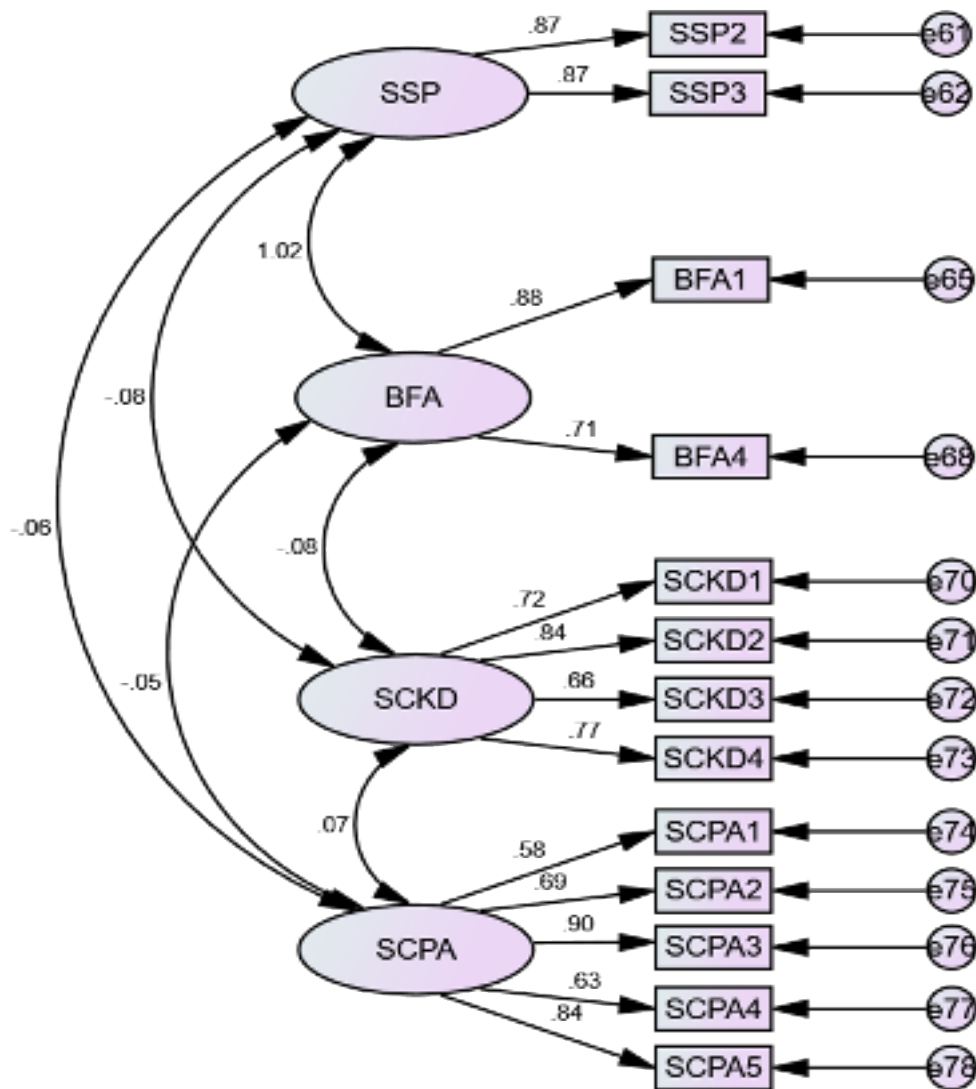 .87 SSP2 e61
SSP .87 SSP3 e62
1.02
.88 BFA1 e65
-.08 BFA
.71 BFA4 e68
-.06 -.08
.72 SCKD1 e70
.84 SCKD2 e71
-.05 SCKD .66 SCKD3 e72
.77 SCKD4 e73
.07 .58 SCPA1 e74
.69 SCPA2 e75
SCPA .90 SCPA3 e76
.63 SCPA4 e77
.84 SCPA5 e78